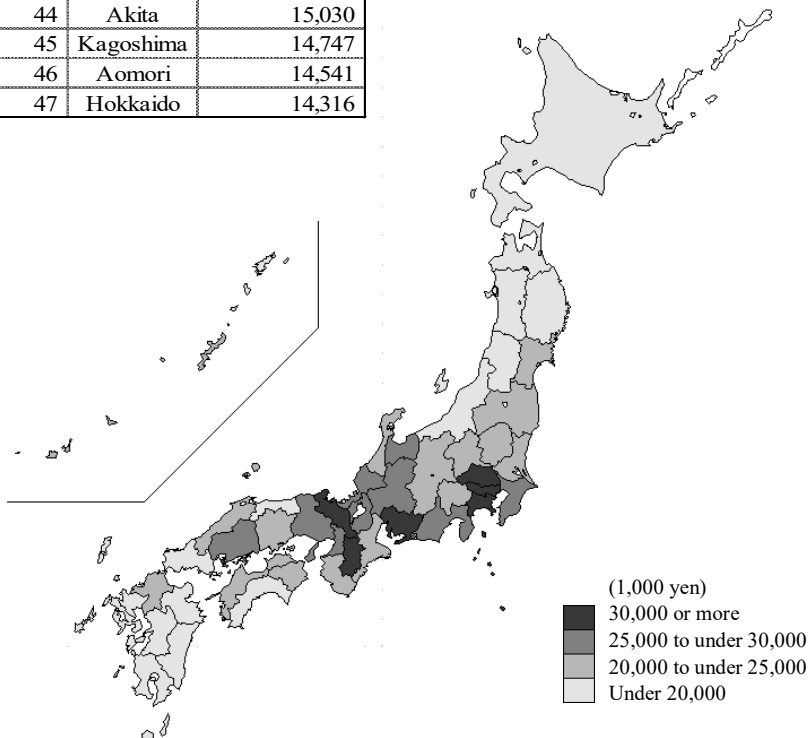 44 Akita 15,030
45 Kagoshima 14,747
46 Aomori 14,541
47 Hokkaido 14,316
(1,000 yen)
30,000 or more
25,000 to under 30,000
20,000 to under 25,000
Under 20,000